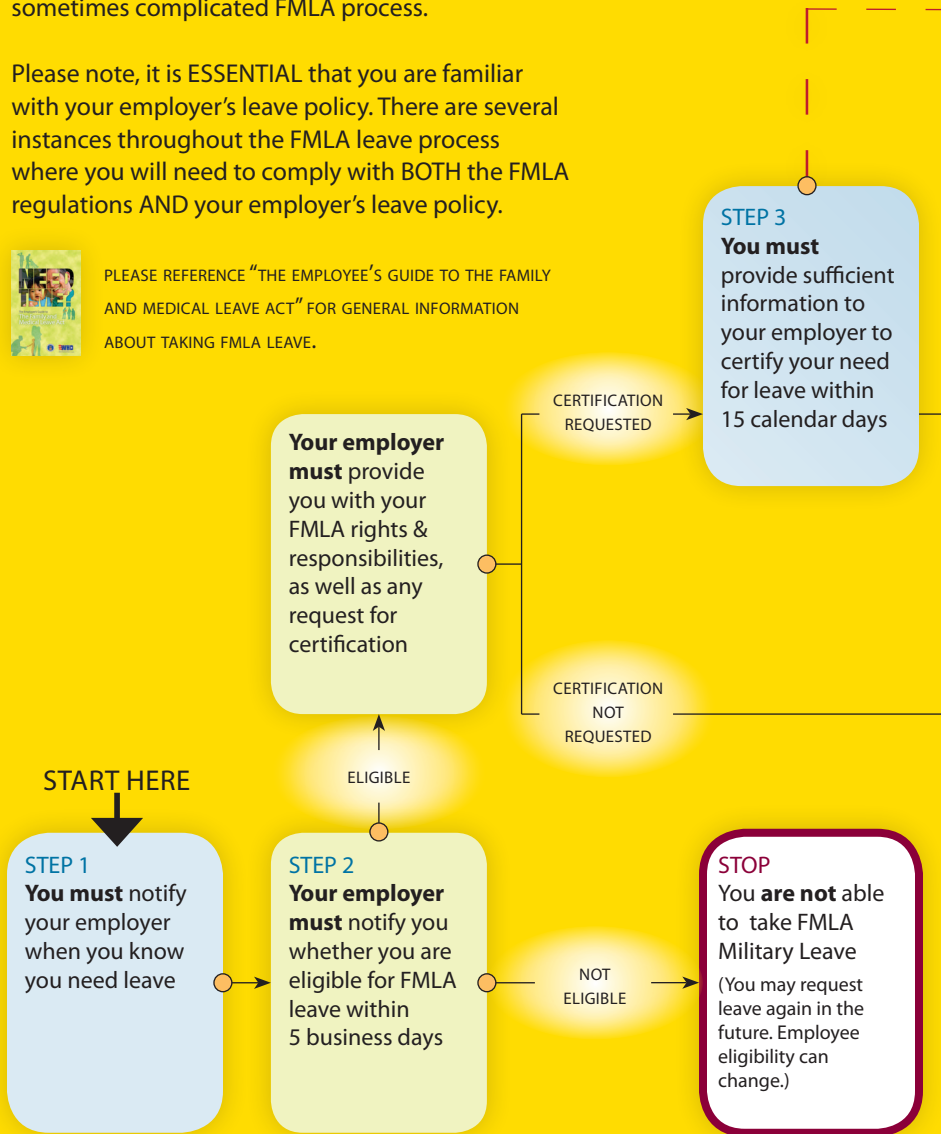 sometimes complicated FMLA process.
Please note, it is ESSENTIAL that you are familiar
with your employer’s leave policy. There are several
instances throughout the FMLA leave process
where you will need to comply with BOTH the FMLA
regulations AND your employer’s leave policy.
NEED
TIME?
PLEASE REFERENCE “THE EMPLOYEE’S GUIDE TO THE FAMILY
AND MEDICAL LEAVE ACT” FOR GENERAL INFORMATION
ABOUT TAKING FMLA LEAVE.
START HERE
STEP 1
You must notify
your employer
when you know
you need leave
STEP 2
Your employer
must notify you
whether you are
eligible for FMLA
leave within
5 business days
NOT
ELIGIBLE
STOP
You are not able
to take FMLA
Military Leave
(You may request
leave again in the
future. Employee
eligibility can
change.)
ELIGIBLE
Your employer
must provide
you with your
FMLA rights &
responsibilities,
as well as any
request for
certification
CERTIFICATION
NOT
REQUESTED
CERTIFICATION
REQUESTED
STEP 3
You must
provide sufficient
information to
your employer to
certify your need
for leave within
15 calendar days